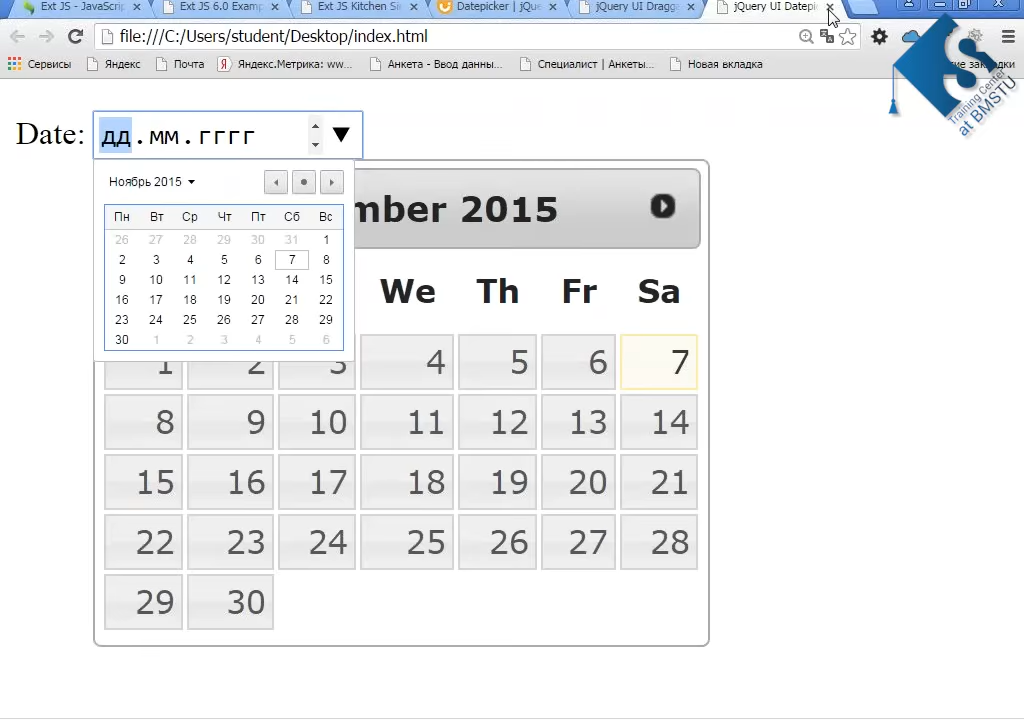 Ext JS - JavaScri Ext JS 6.0 Examp Ext JS Kitchen Si Datepicker | jQue jQuery UI Dragga jQuery UI Datepi
file:///C:/Users/student/Desktop/index.html
Сервисы Яндекс Почта Яндекс.Метрика: ww... Анкета - Ввод данны... Специалист | Анкеты... Новая вкладка закладки
Training Center
at BMSTU
Date: дд.мм.гггг
Ноябрь 2015
Пн Вт Ср Чт Пт Сб Вс
26 27 28 29 30 31 1
2 3 4 5 6 7 8
9 10 11 12 13 14 15
16 17 18 19 20 21 22
23 24 25 26 27 28 29
30 1 2 3 4 5 6
mber 2015
We Th Fr Sa
1 2 3 4 5 6 7
8 9 10 11 12 13 14
15 16 17 18 19 20 21
22 23 24 25 26 27 28
29 30